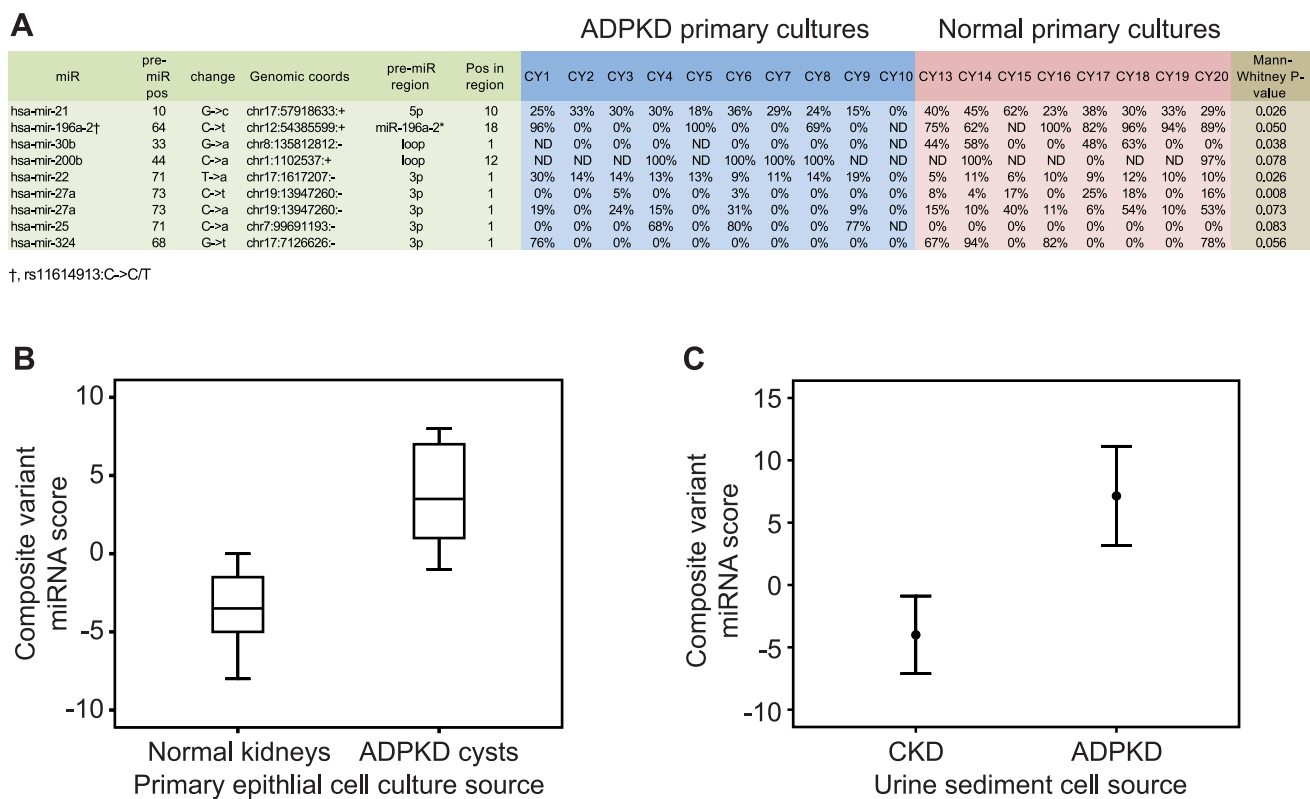 A
ADPKD primary cultures Normal primary cultures
miR pre-miR pos change Genomic coords pre-miR region Pos in region CY1 CY2 CY3 CY4 CY5 CY6 CY7 CY8 CY9 CY10 CY13 CY14 CY15 CY16 CY17 CY18 CY19 CY20 Mann-Whitney P-value
hsa-mir-21 10 G->c chr17:57918633:+ 5p 10 25% 33% 30% 30% 18% 36% 29% 24% 15% 0% 40% 45% 62% 23% 38% 30% 33% 29% 0.026
hsa-mir-196a-2† 64 C->t chr12:54385599:+ miR-196a-2* 18 96% 0% 0% 0% 100% 0% 0% 69% 0% ND 75% 62% ND 100% 82% 96% 94% 89% 0.050
hsa-mir-30b 33 G->a chr8:135812812:- loop 1 ND ND 0% 0% ND 0% 0% 0% 0% ND 44% 58% 0% 0% 48% 63% 0% 0% 0.038
hsa-mir-200b 44 C->a chr1:1102537:+ loop 12 ND ND 0% 100% 0% 100% 100% 100% 0% ND ND 100% ND ND 0% ND 0% 97% 0.078
hsa-mir-22 71 T->a chr17:1617207:- 3p 1 30% 14% 14% 13% 13% 9% 11% 14% 19% 0% 5% 11% 6% 10% 9% 12% 10% 10% 0.026
hsa-mir-27a 73 C->t chr19:13947260:- 3p 1 0% 0% 5% 0% 0% 3% 0% 0% 0% 0% 8% 4% 17% 0% 25% 18% 0% 16% 0.008
hsa-mir-27a 73 C->a chr19:13947260:- 3p 1 19% 0% 24% 15% 0% 31% 0% 0% 9% 0% 15% 10% 40% 11% 6% 54% 10% 53% 0.073
hsa-mir-25 71 C->a chr7:99691193:- 3p 1 0% 0% 0% 68% 0% 80% 0% 0% 77% ND 0% 0% 0% 0% 0% 0% 0% 0% 0.083
hsa-mir-324 68 G->t chr17:7126626:- 3p 1 76% 0% 0% 0% 0% 0% 0% 0% 0% 0% 67% 94% 0% 82% 0% 0% 0% 78% 0.056
†, rs11614913:C->C/T
B
Composite variant
miRNA score
10
5
0
-5
-10
Normal kidneys ADPKD cysts
Primary epithlial cell culture source
C
Composite variant
miRNA score
15
10
5
0
-5
-10
CKD ADPKD
Urine sediment cell source